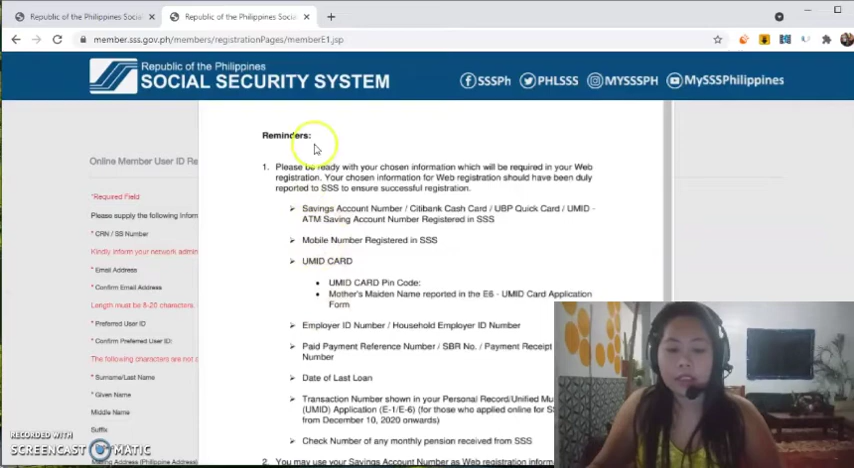 Republic of the Philippines Socia
Republic of the Philippines Socia
member.sss.gov.ph/members/registrationPages/memberE1.jsp
Republic of the Philippines
SOCIAL SECURITY SYSTEM
SSSPh
PHLSSS
MYSSSPH
MySSSPhilippines
Online Member User ID Re
*Required Field
Please supply the following Inform
* CRN / SS Number
Kindly inform your network admin
* Email Address
* Confirm Email Address
Length must be 8-20 characters.
* Preferred User ID
* Confirm Preferred User ID:
The following characters are not a
* Surname/Last Name
* Given Name
Middle Name
Suffix
* Mailing Address (Philippine Address
Reminders:
1. Please be ready with your chosen information which will be required in your Web
registration. Your chosen information for Web registration should have been duly
reported to SSS to ensure successful registration.
➢ Savings Account Number / Citibank Cash Card / UBP Quick Card / UMID -
ATM Saving Account Number Registered in SSS
➢ Mobile Number Registered in SSS
➢ UMID CARD
• UMID CARD Pin Code:
• Mother's Maiden Name reported in the E6 - UMID Card Application
Form
➢ Employer ID Number / Household Employer ID Number
➢ Paid Payment Reference Number / SBR No. / Payment Receipt
Number
➢ Date of Last Loan
➢ Transaction Number shown in your Personal Record/Unified Mu
(UMID) Application (E-1/E-6) (for those who applied online for S
from December 10, 2020 onwards)
➢ Check Number of any monthly pension received from SSS
2. You may use your Savings Account Number as Web registration inform
RECORDED WITH
SCREENCAST MATIC